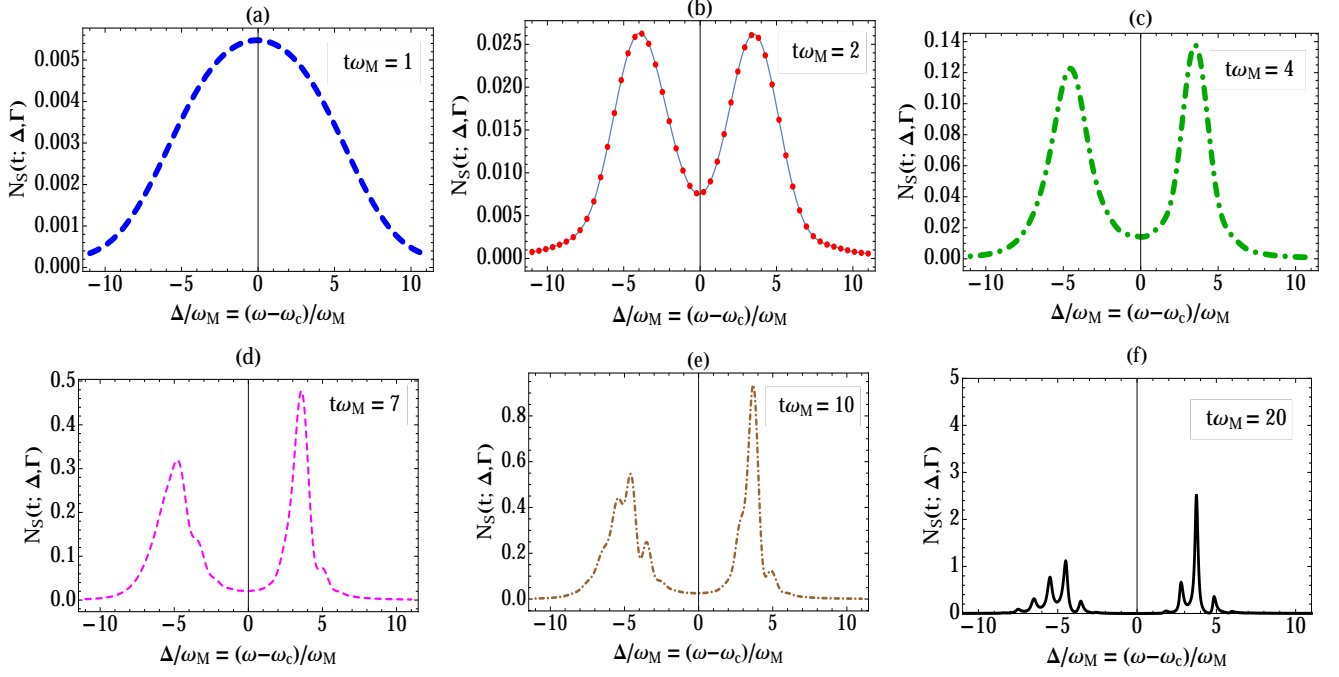 (a)
N_S(t; Δ,Γ)
0.005
0.004
0.003
0.002
0.001
0.000
tω_M = 1
−10 −5 0 5 10
Δ/ω_M = (ω−ω_c)/ω_M
(b)
N_S(t; Δ,Γ)
0.025
0.020
0.015
0.010
0.005
0.000
tω_M = 2
−10 −5 0 5 10
Δ/ω_M = (ω−ω_c)/ω_M
(c)
N_S(t; Δ,Γ)
0.14
0.12
0.10
0.08
0.06
0.04
0.02
0.00
tω_M = 4
−10 −5 0 5 10
Δ/ω_M = (ω−ω_c)/ω_M
(d)
N_S(t; Δ,Γ)
0.5
0.4
0.3
0.2
0.1
0.0
tω_M = 7
−10 −5 0 5 10
Δ/ω_M = (ω−ω_c)/ω_M
(e)
N_S(t; Δ,Γ)
0.8
0.6
0.4
0.2
0.0
tω_M = 10
−10 −5 0 5 10
Δ/ω_M = (ω−ω_c)/ω_M
(f)
N_S(t; Δ,Γ)
5
4
3
2
1
0
tω_M = 20
−10 −5 0 5 10
Δ/ω_M = (ω−ω_c)/ω_M